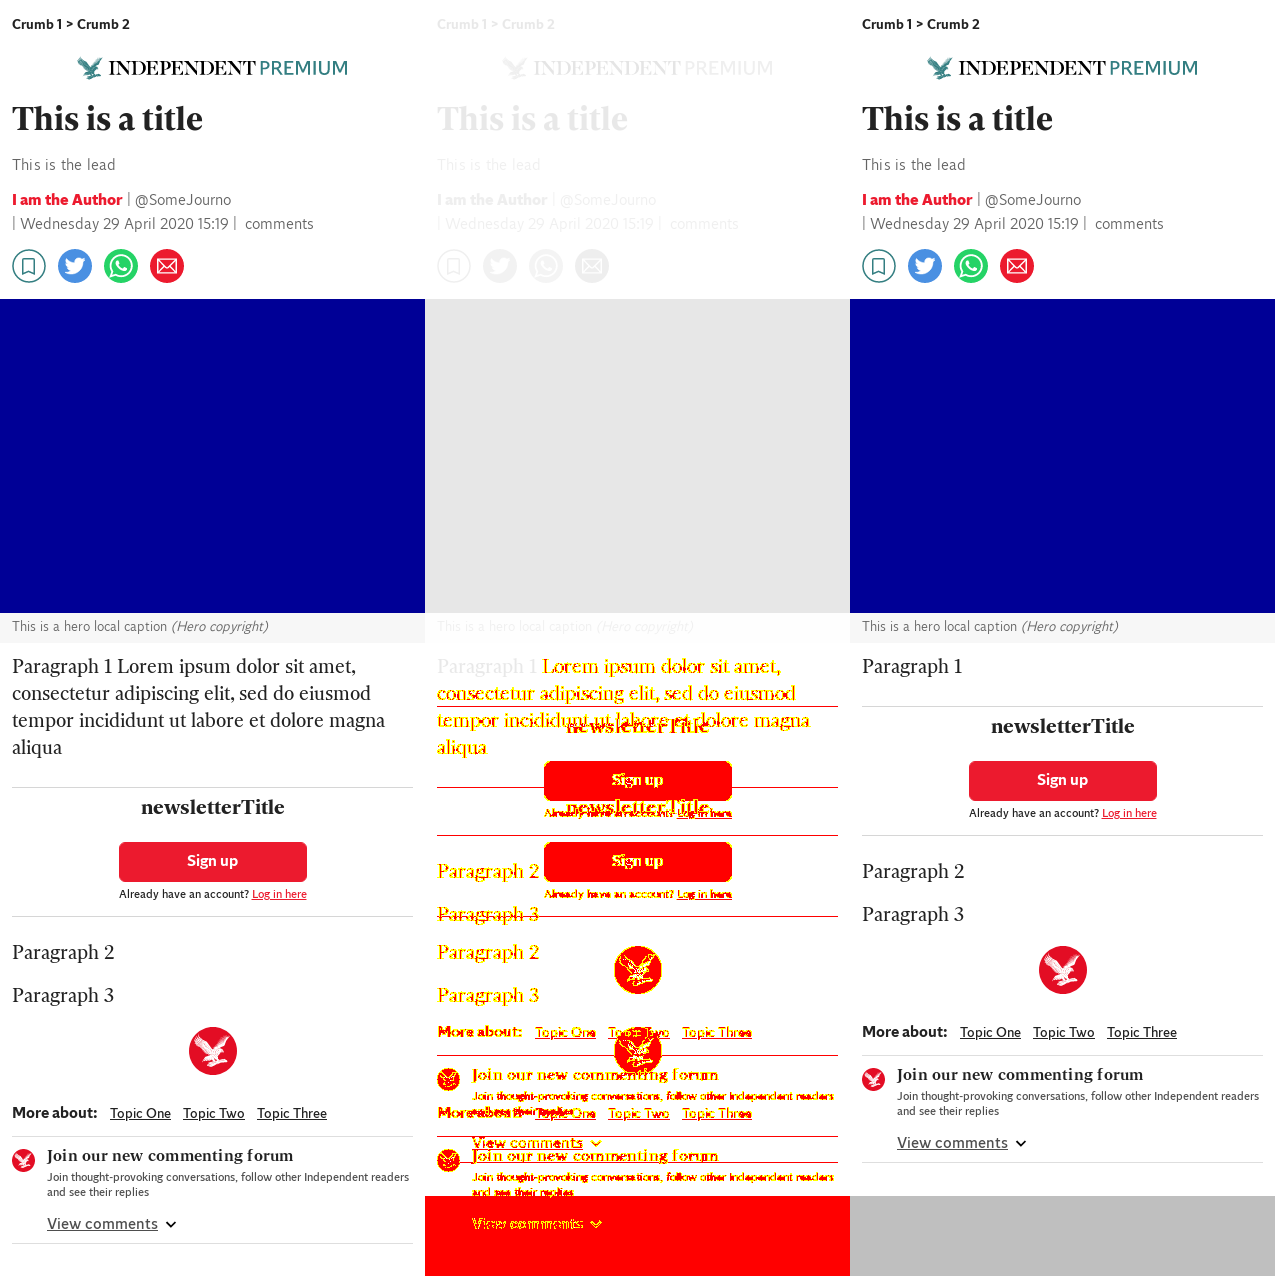 Crumb 1 > Crumb 2
INDEPENDENT PREMIUM
This is a title
This is the lead
I am the Author | @SomeJourno
| Wednesday 29 April 2020 15:19 | comments
This is a hero local caption (Hero copyright)
Paragraph 1 Lorem ipsum dolor sit amet,
consectetur adipiscing elit, sed do eiusmod
tempor incididunt ut labore et dolore magna
aliqua
newsletterTitle
Sign up
Already have an account? Log in here
Paragraph 2
Paragraph 3
More about: Topic One Topic Two Topic Three
Join our new commenting forum
Join thought-provoking conversations, follow other Independent readers
and see their replies
View comments
Crumb 1 > Crumb 2
INDEPENDENT PREMIUM
This is a title
This is the lead
I am the Author | @SomeJourno
| Wednesday 29 April 2020 15:19 | comments
This is a hero local caption (Hero copyright)
Paragraph 1 Lorem ipsum dolor sit amet,
consectetur adipiscing elit, sed do eiusmod
tempor incididunt ut labore et dolore magna
newsletterTitle
aliqua
Sign up
newsletterTitle
Already have an account? Log in here
Sign up
Paragraph 2
Already have an account? Log in here
Paragraph 3
Paragraph 2
Paragraph 3
More about: Topic One Topic Two Topic Three
Join our new commenting forum
Join thought-provoking conversations, follow other Independent readers
and see their replies
More about: Topic One Topic Two Topic Three
View comments
Join our new commenting forum
Join thought-provoking conversations, follow other Independent readers
and see their replies
View comments
Crumb 1 > Crumb 2
INDEPENDENT PREMIUM
This is a title
This is the lead
I am the Author | @SomeJourno
| Wednesday 29 April 2020 15:19 | comments
This is a hero local caption (Hero copyright)
Paragraph 1
newsletterTitle
Sign up
Already have an account? Log in here
Paragraph 2
Paragraph 3
More about: Topic One Topic Two Topic Three
Join our new commenting forum
Join thought-provoking conversations, follow other Independent readers
and see their replies
View comments